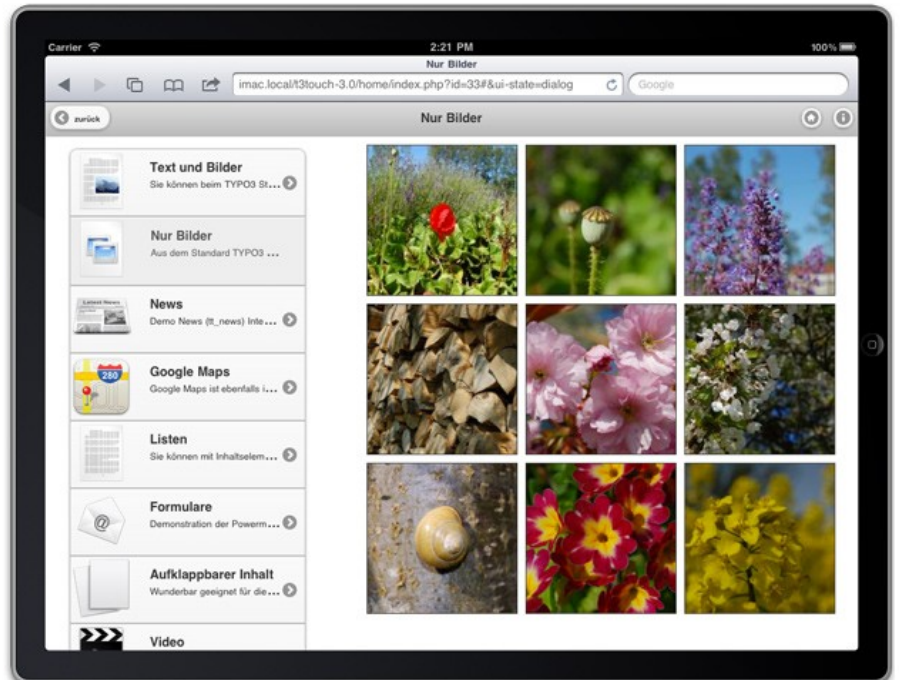 Carrier 2:21 PM 100%
Nur Bilder
imac.local/t3touch-3.0/home/index.php?id=33#&ui-state=dialog Google
zurück Nur Bilder
Text und Bilder
Sie können beim TYPO3 St...
Nur Bilder
Aus dem Standard TYPO3 ...
Latest News
News
Demo News (tt_news) Inte...
280
Google Maps
Google Maps ist ebenfalls i...
Listen
Sie können mit Inhaltselem...
@
Formulare
Demonstration der Powerm...
Aufklappbarer Inhalt
Wunderbar geeignet für die...
Video